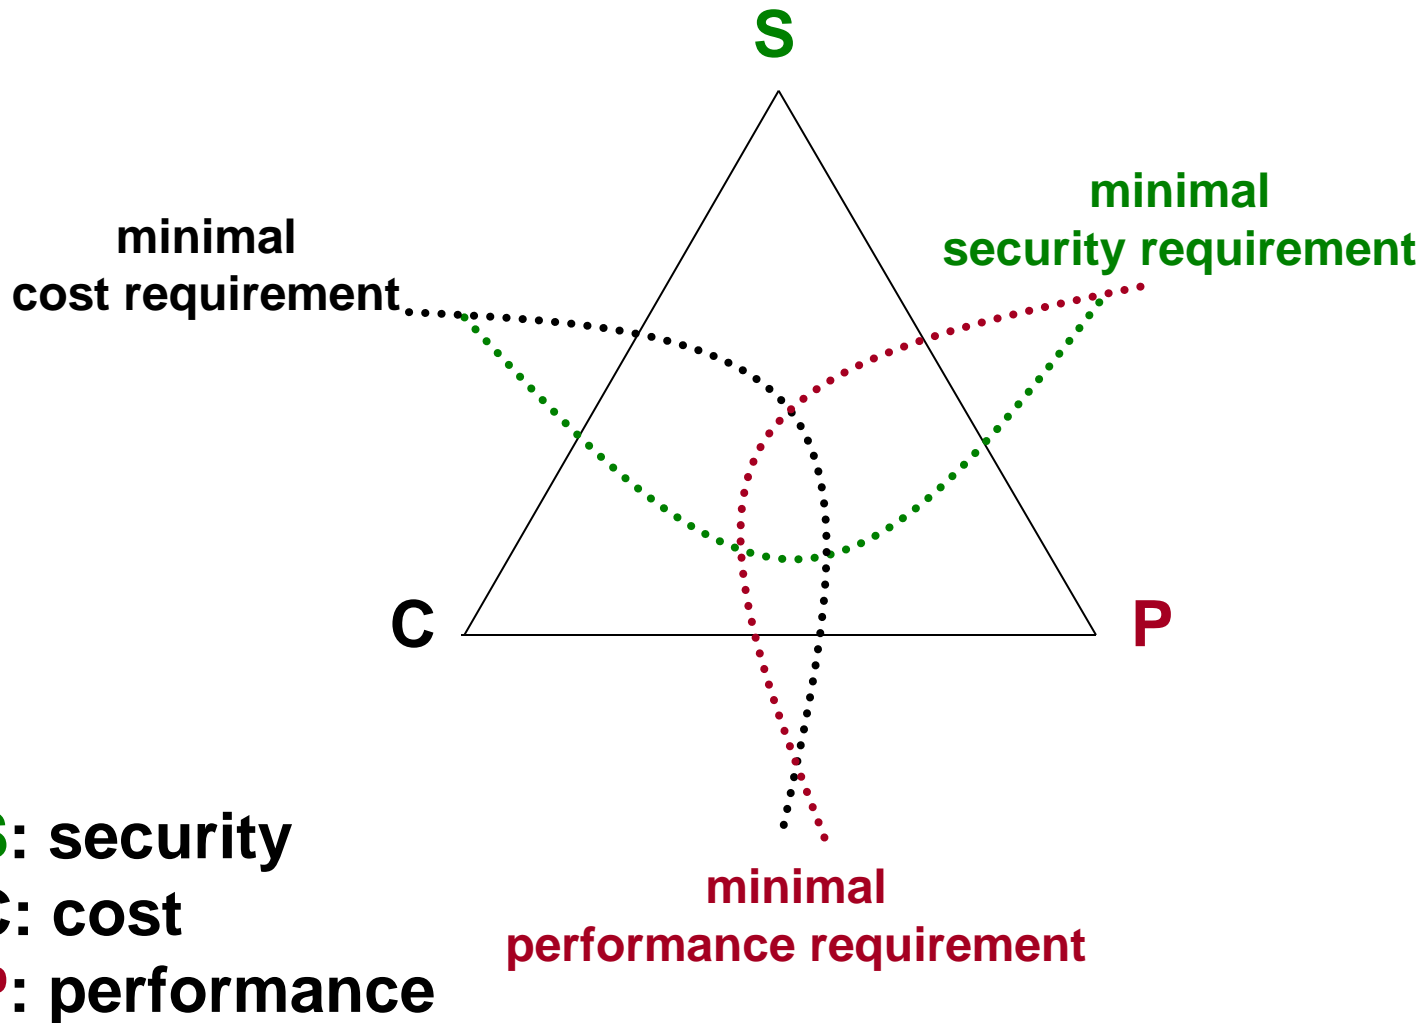 S
minimal
security requirement
minimal
cost requirement
C
P
S: security
C: cost
P: performance
minimal
performance requirement